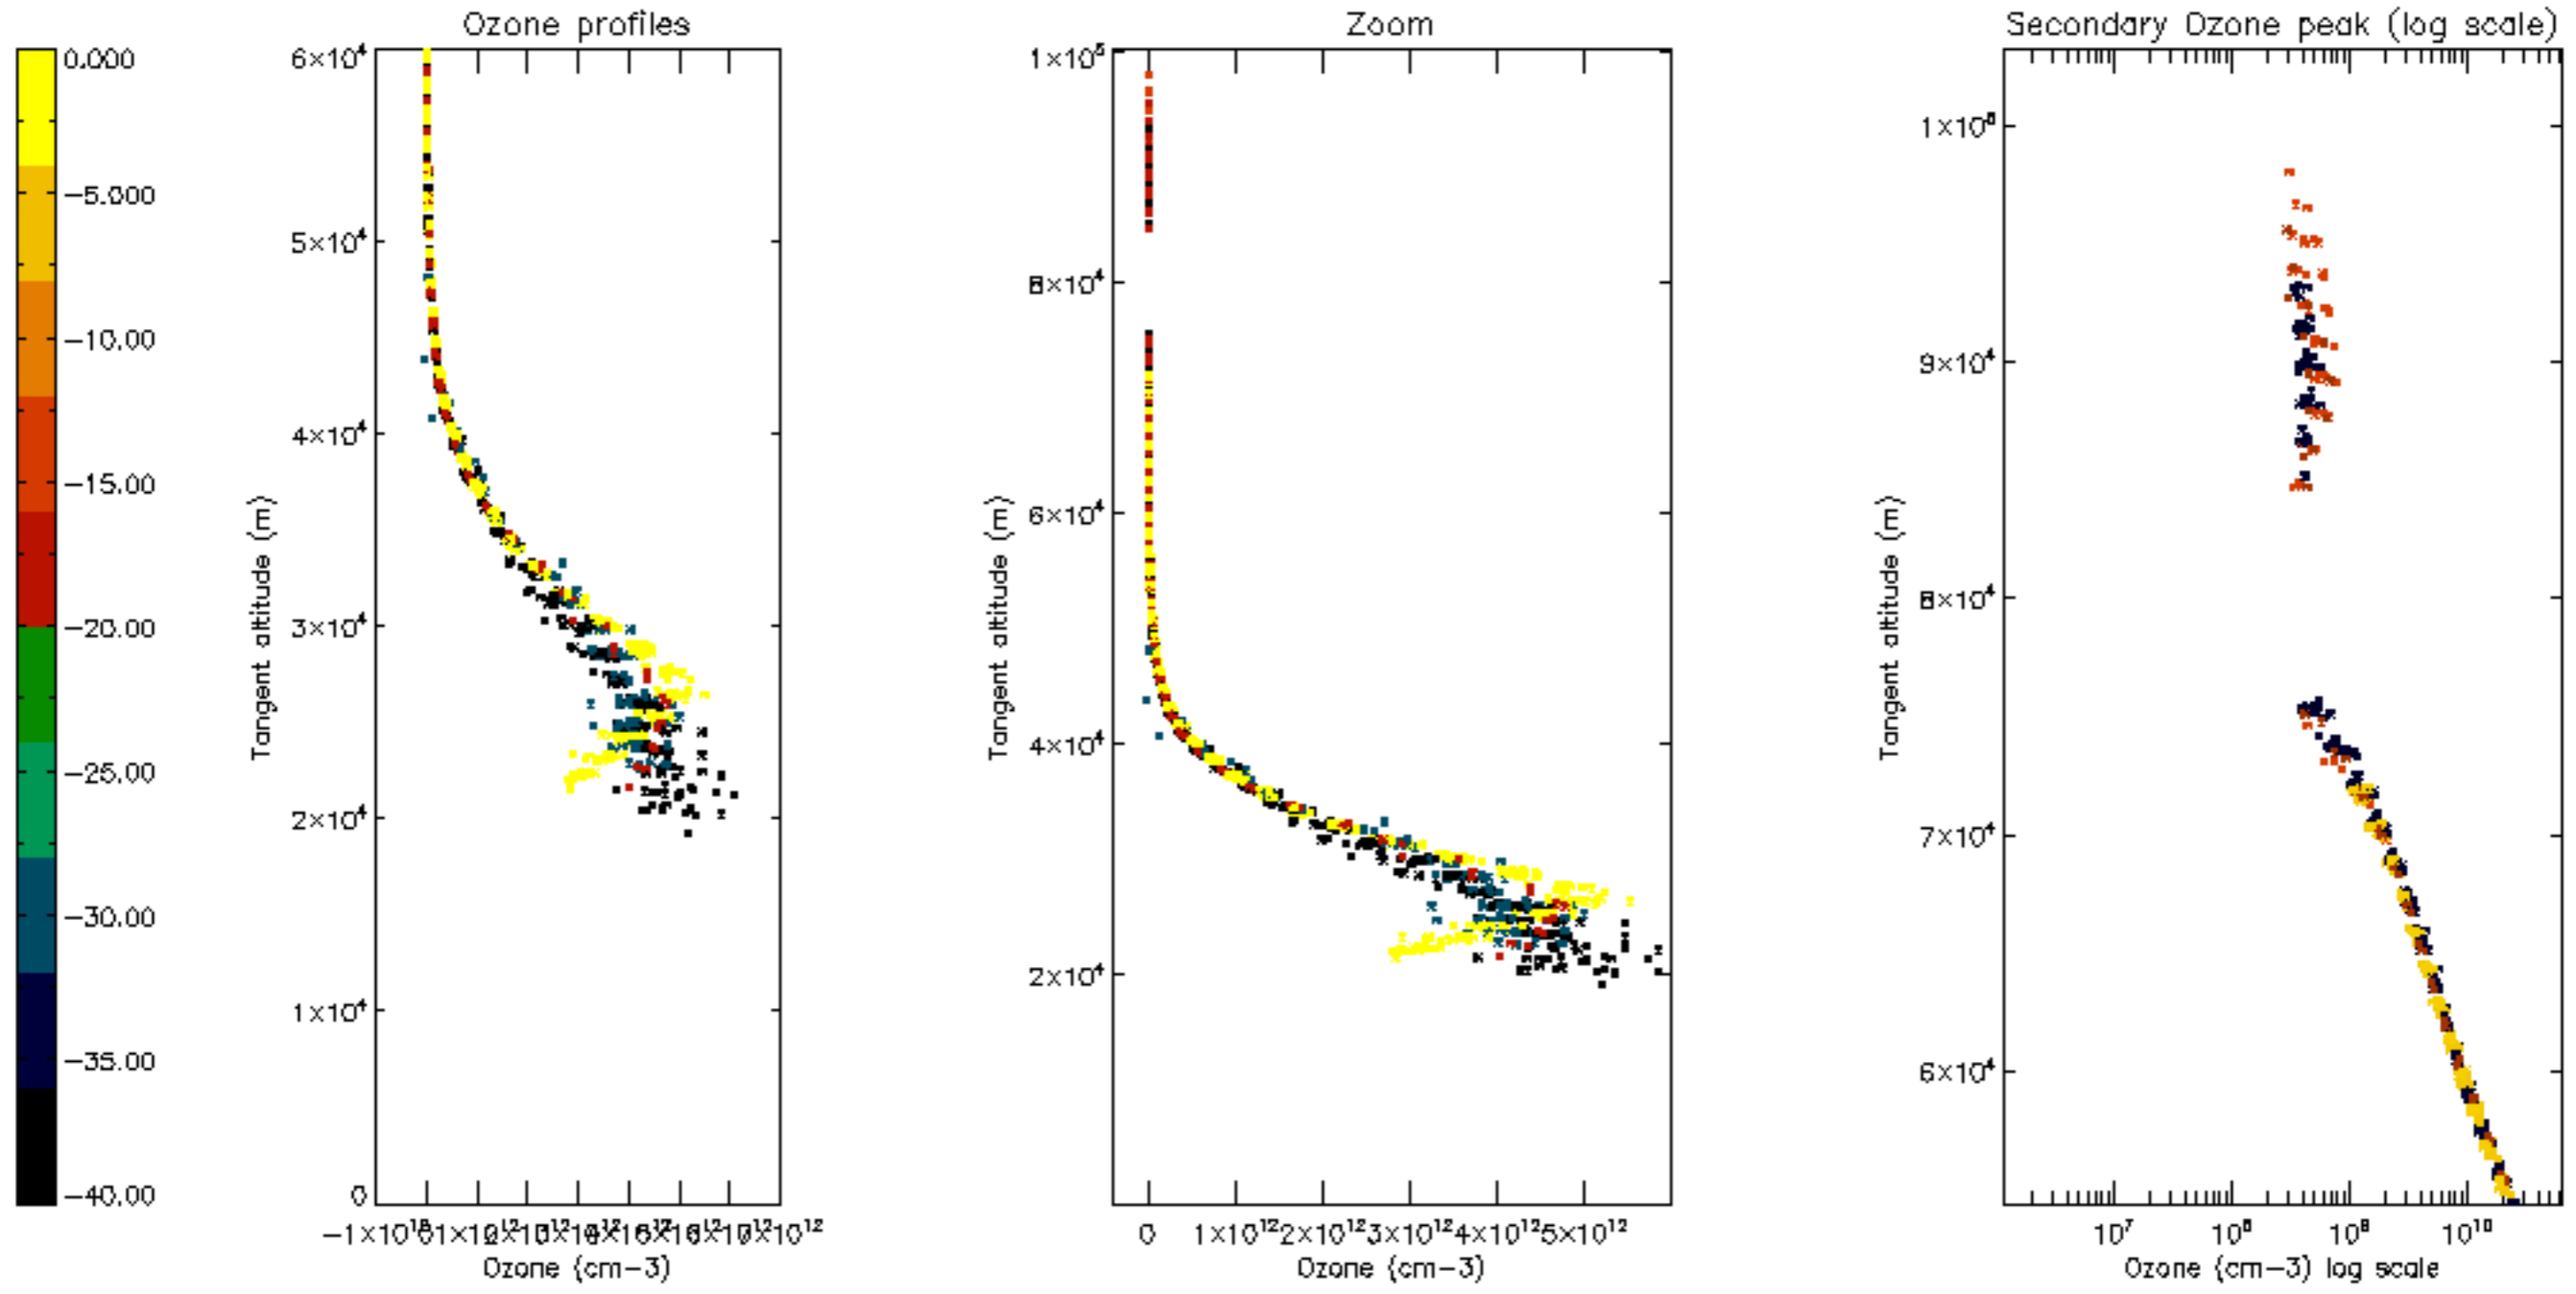 Ozone profiles
Zoom
Secondary Ozone peak (log scale)
0.000
-5.000
-10.00
-15.00
-20.00
-25.00
-30.00
-35.00
-40.00
6×10⁴
5×10⁴
4×10⁴
3×10⁴
2×10⁴
1×10⁴
0
Tangent altitude (m)
Ozone (cm-3)
1×10⁵
8×10⁴
6×10⁴
4×10⁴
2×10⁴
Tangent altitude (m)
0 1×10¹² 2×10¹² 3×10¹² 4×10¹² 5×10¹²
Ozone (cm-3)
1×10⁵
9×10⁴
8×10⁴
7×10⁴
6×10⁴
Tangent altitude (m)
10⁷ 10⁸ 10⁹ 10¹⁰
Ozone (cm-3) log scale